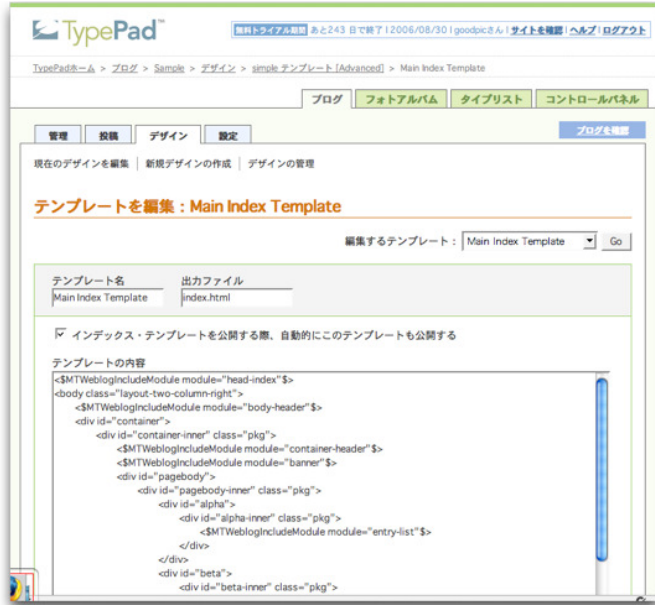 TypePad
無料トライアル期間 あと243 日で終了 | 2006/08/30 | goodpicさん | サイトを確認 | ヘルプ | ログアウト
TypePadホーム > ブログ > Sample > デザイン > simple テンプレート [Advanced] > Main Index Template
ブログ フォトアルバム タイプリスト コントロールパネル
管理 投稿 デザイン 設定 ブログを確認
現在のデザインを編集 | 新規デザインの作成 | デザインの管理
テンプレートを編集：Main Index Template
編集するテンプレート： Main Index Template Go
テンプレート名 出力ファイル
Main Index Template index.html
インデックス・テンプレートを公開する際、自動的にこのテンプレートも公開する
テンプレートの内容
<$MTWeblogIncludeModule module="head-index"$>
<body class="layout-two-column-right">
<$MTWeblogIncludeModule module="body-header"$>
<div id="container">
<div id="container-inner" class="pkg">
<$MTWeblogIncludeModule module="container-header"$>
<$MTWeblogIncludeModule module="banner"$>
<div id="pagebody">
<div id="pagebody-inner" class="pkg">
<div id="alpha">
<div id="alpha-inner" class="pkg">
<$MTWeblogIncludeModule module="entry-list"$>
</div>
</div>
<div id="beta">
<div id="beta-inner" class="pkg">